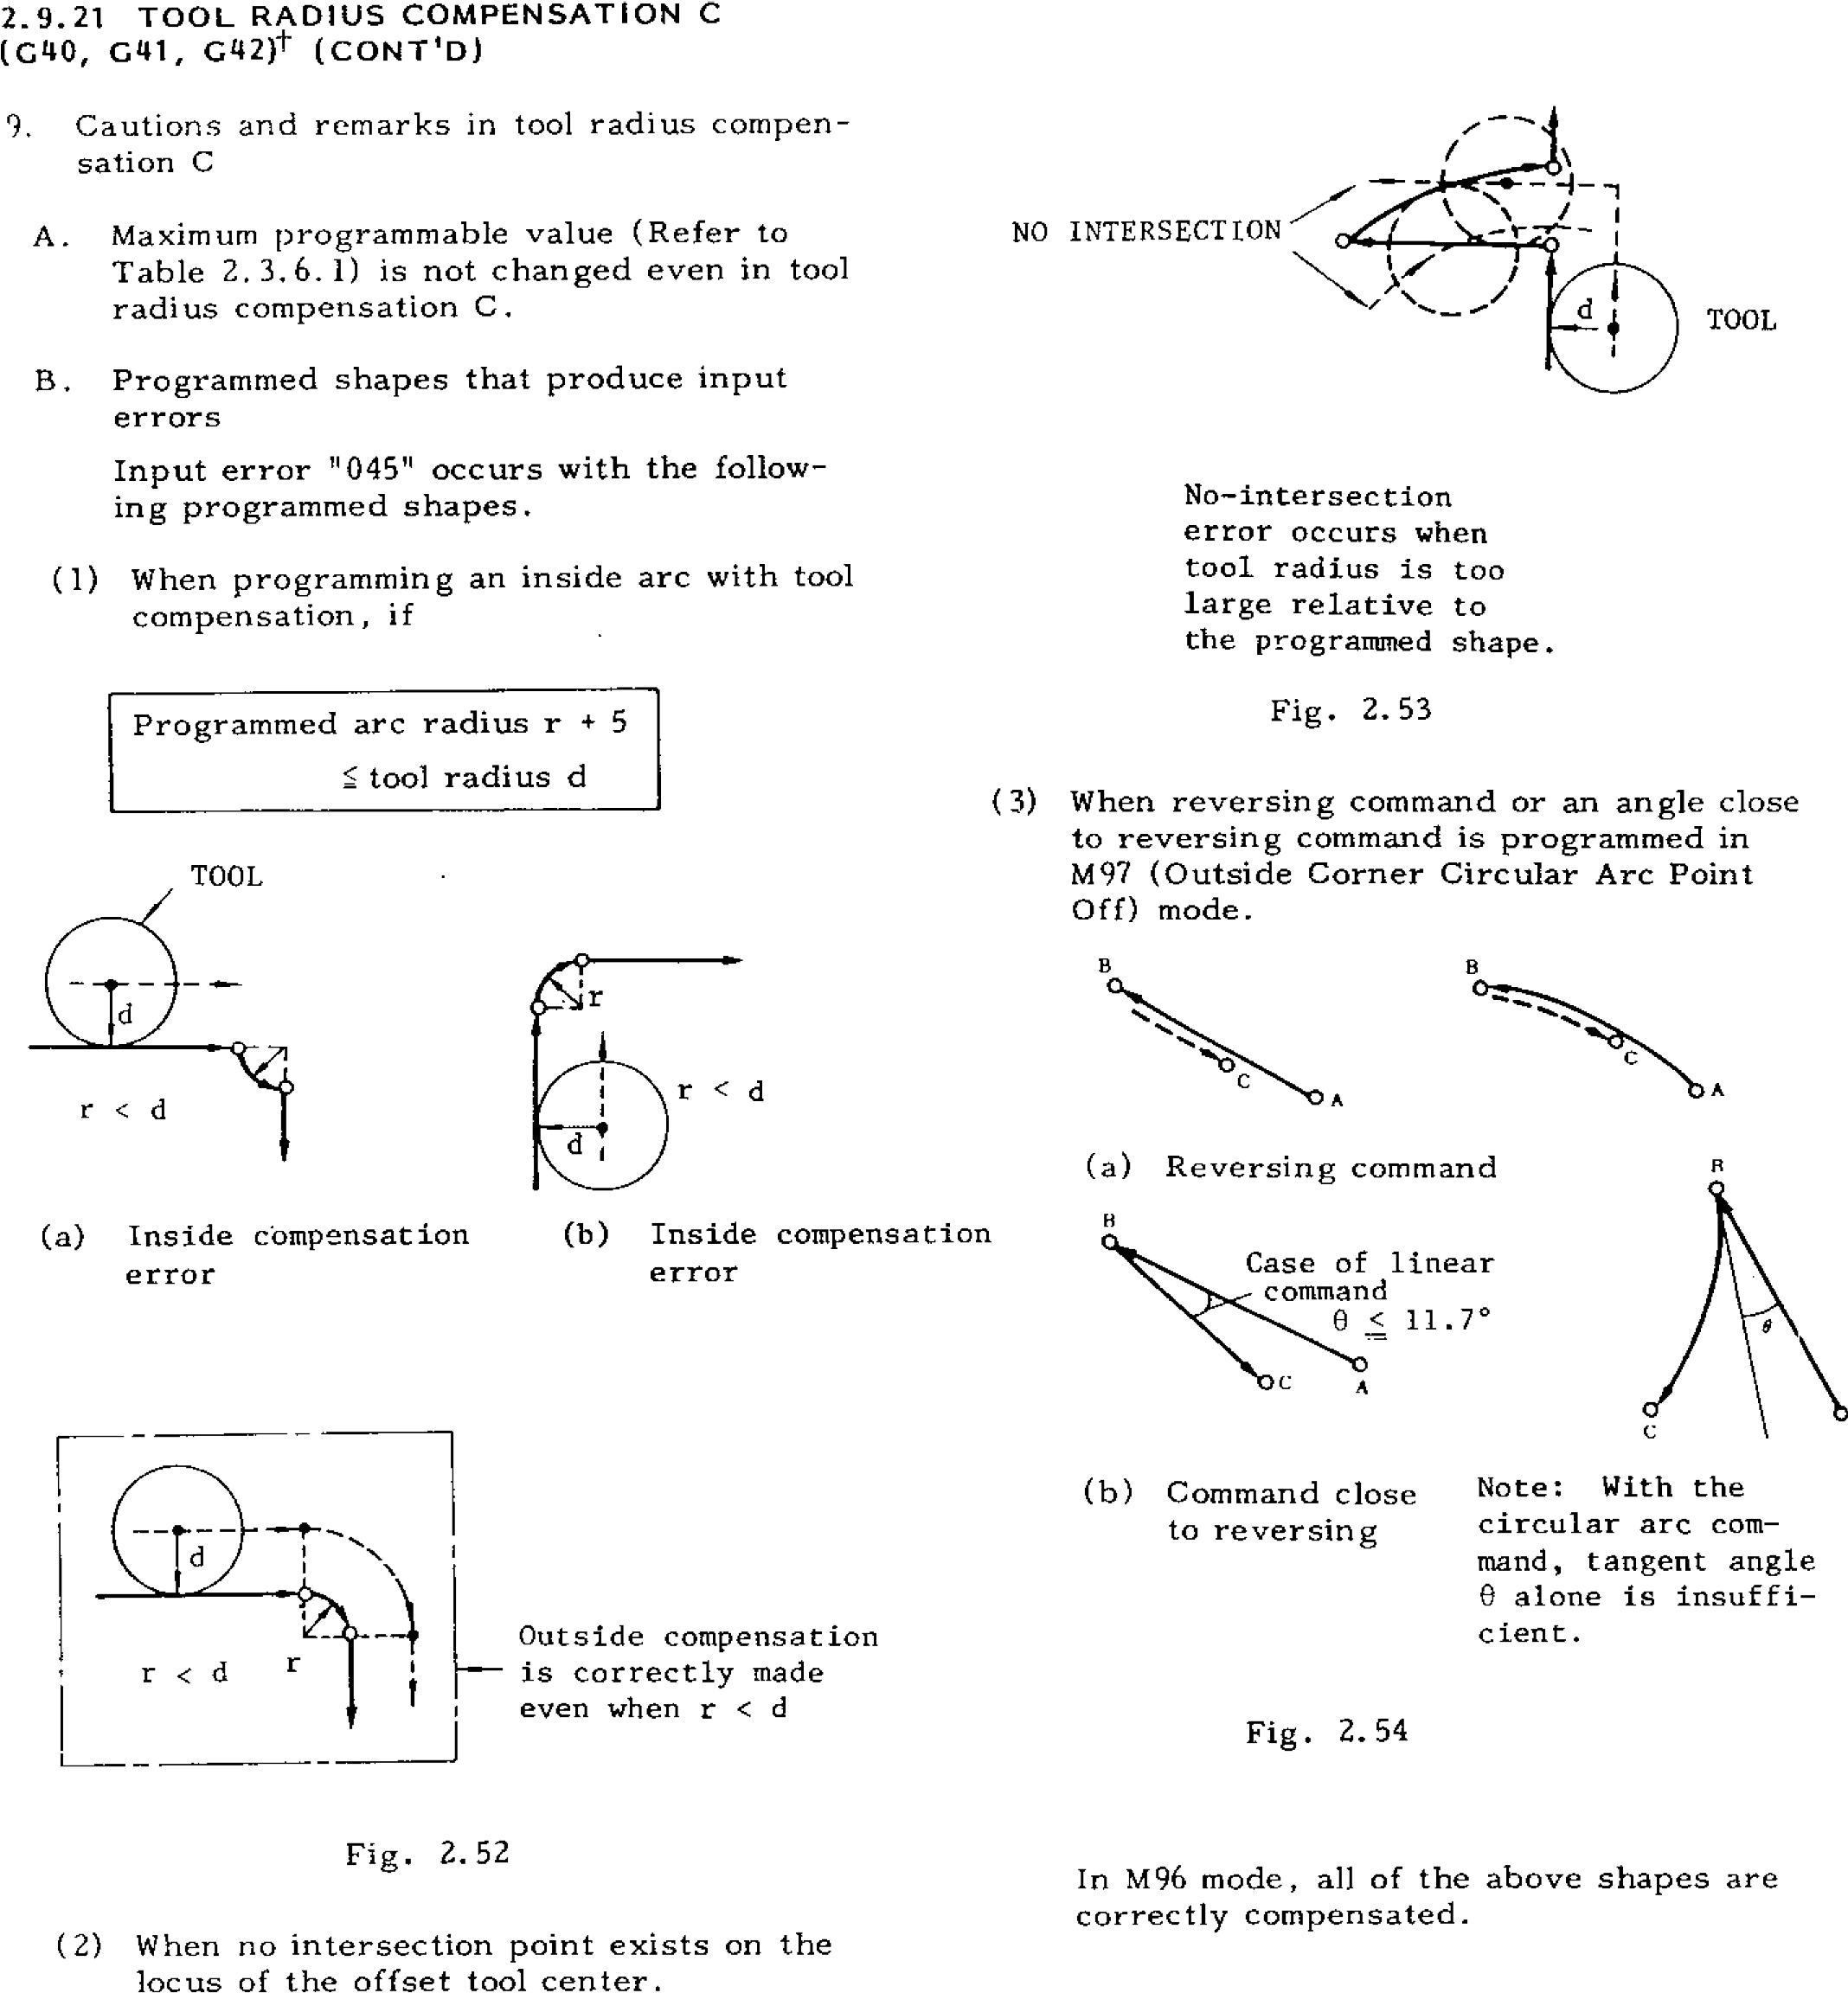 2.9.21 TOOL RADIUS COMPENSATION C
(G40, G41, G42)† (CONT'D)
9. Cautions and remarks in tool radius compen-
sation C
A. Maximum programmable value (Refer to
Table 2.3.6.1) is not changed even in tool
radius compensation C.
B. Programmed shapes that produce input
errors
Input error "045" occurs with the follow-
ing programmed shapes.
(1) When programming an inside arc with tool
compensation, if
Programmed arc radius r + 5
≦ tool radius d
TOOL
d
r < d
r
r < d
d
(a) Inside compensation
error
(b) Inside compensation
error
d
r < d
r
Outside compensation
is correctly made
even when r < d
Fig. 2.52
(2) When no intersection point exists on the
locus of the offset tool center.
NO INTERSECTION
d
TOOL
No-intersection
error occurs when
tool radius is too
large relative to
the programmed shape.
Fig. 2.53
(3) When reversing command or an angle close
to reversing command is programmed in
M97 (Outside Corner Circular Arc Point
Off) mode.
B
C
A
B
C
A
(a) Reversing command
B
Case of linear
command
θ ≦ 11.7°
C
A
B
θ
C
(b) Command close
to reversing
Note: With the
circular arc com-
mand, tangent angle
θ alone is insuffi-
cient.
Fig. 2.54
In M96 mode, all of the above shapes are
correctly compensated.